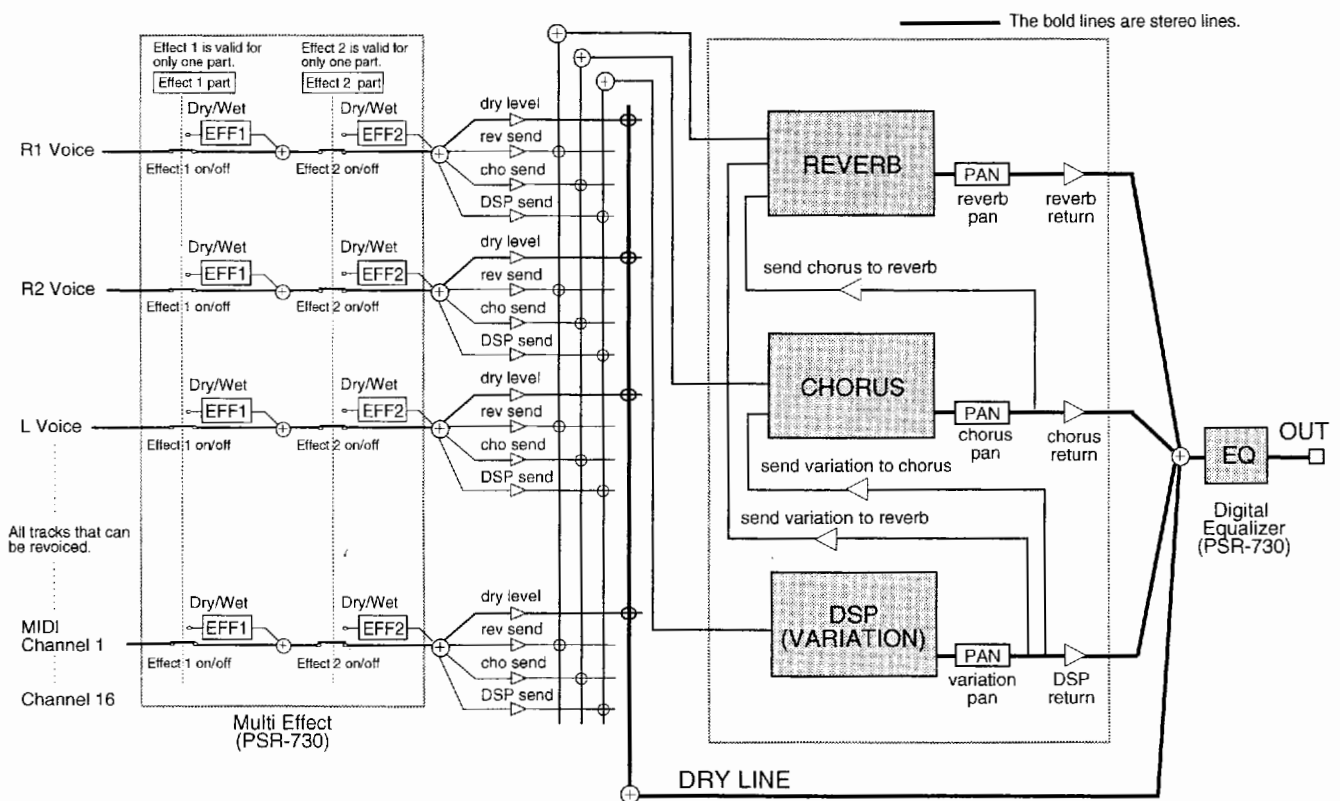 The bold lines are stereo lines.
Effect 1 is valid for
only one part.
Effect 1 part
Effect 2 is valid for
only one part.
Effect 2 part
Dry/Wet
EFF1
Dry/Wet
EFF2
R1 Voice
Effect 1 on/off
Effect 2 on/off
dry level
rev send
cho send
DSP send
Dry/Wet
EFF1
Dry/Wet
EFF2
R2 Voice
Effect 1 on/off
Effect 2 on/off
dry level
rev send
cho send
DSP send
Dry/Wet
EFF1
Dry/Wet
EFF2
L Voice
Effect 1 on/off
Effect 2 on/off
dry level
rev send
cho send
DSP send
All tracks that can
be revoiced.
Dry/Wet
EFF1
Dry/Wet
EFF2
MIDI
Channel 1
Effect 1 on/off
Effect 2 on/off
dry level
rev send
cho send
DSP send
Channel 16
Multi Effect
(PSR-730)
REVERB
PAN
reverb
pan
reverb
return
send chorus to reverb
CHORUS
PAN
chorus
pan
chorus
return
send variation to chorus
send variation to reverb
DSP
(VARIATION)
PAN
variation
pan
DSP
return
EQ
OUT
Digital
Equalizer
(PSR-730)
DRY LINE